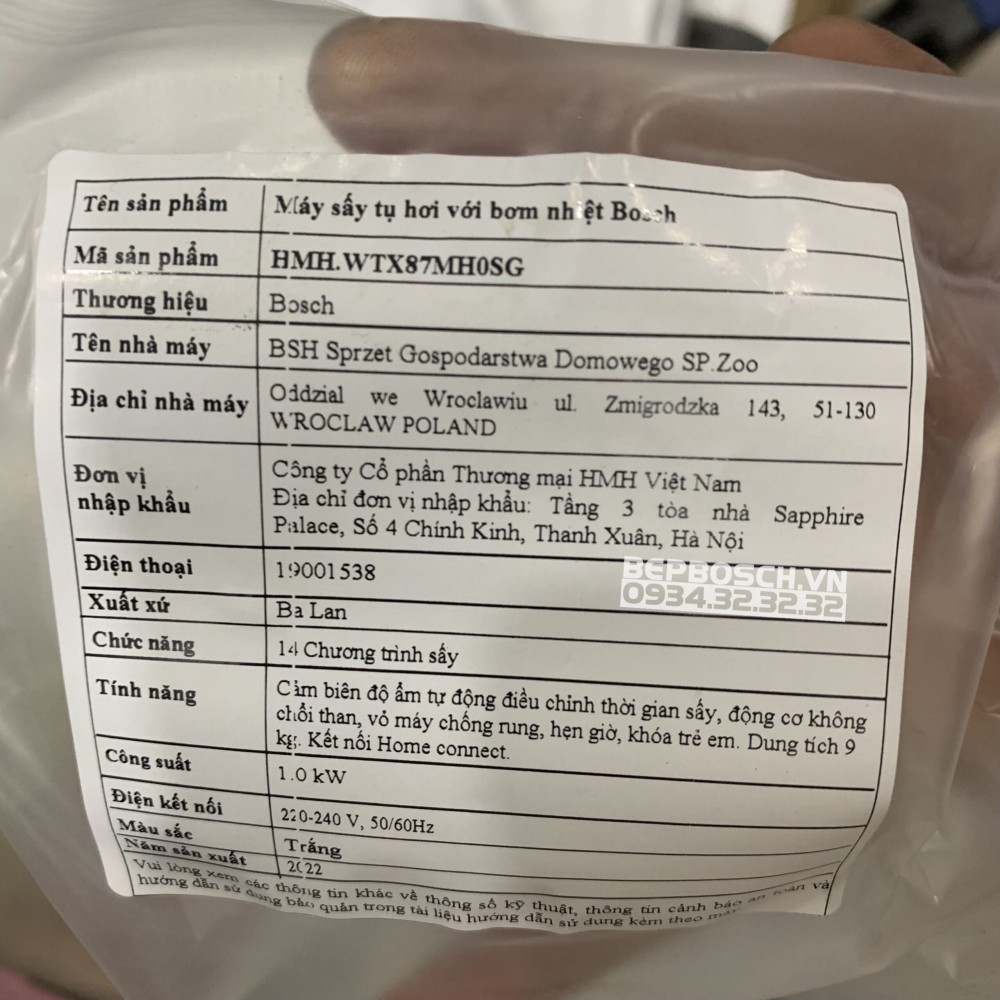 Tên sản phẩm Máy sấy tụ hơi với bơm nhiệt Bosch
Mã sản phẩm HMH.WTX87MH0SG
Thương hiệu Bosch
Tên nhà máy BSH Sprzet Gospodarstwa Domowego SP.Zoo
Địa chỉ nhà máy Oddzial we Wroclawiu ul. Zmigrodzka 143, 51-130
WROCLAW POLAND
Đơn vị
nhập khẩu
Công ty Cổ phần Thương mại HMH Việt Nam
Địa chỉ đơn vị nhập khẩu: Tầng 3 tòa nhà Sapphire
Palace, Số 4 Chính Kinh, Thanh Xuân, Hà Nội
Điện thoại 19001538
BEPBOSCH.VN
0934.32.32.32
Xuất xứ Ba Lan
Chức năng 14 Chương trình sấy
Tính năng Cảm biên độ ẩm tự động điều chỉnh thời gian sấy, động cơ không
chổi than, vỏ máy chống rung, hẹn giờ, khóa trẻ em. Dung tích 9
kg. Kết nối Home connect.
Công suất 1.0 kW
Điện kết nối 220-240 V, 50/60Hz
Màu sắc Trắng
Năm sản xuất 2022
Vui lòng xem các thông tin khác về thông số kỹ thuật, thông tin cảnh báo an toàn và
hướng dẫn sử dụng bảo quản trong tài liệu hướng dẫn sử dụng kèm theo